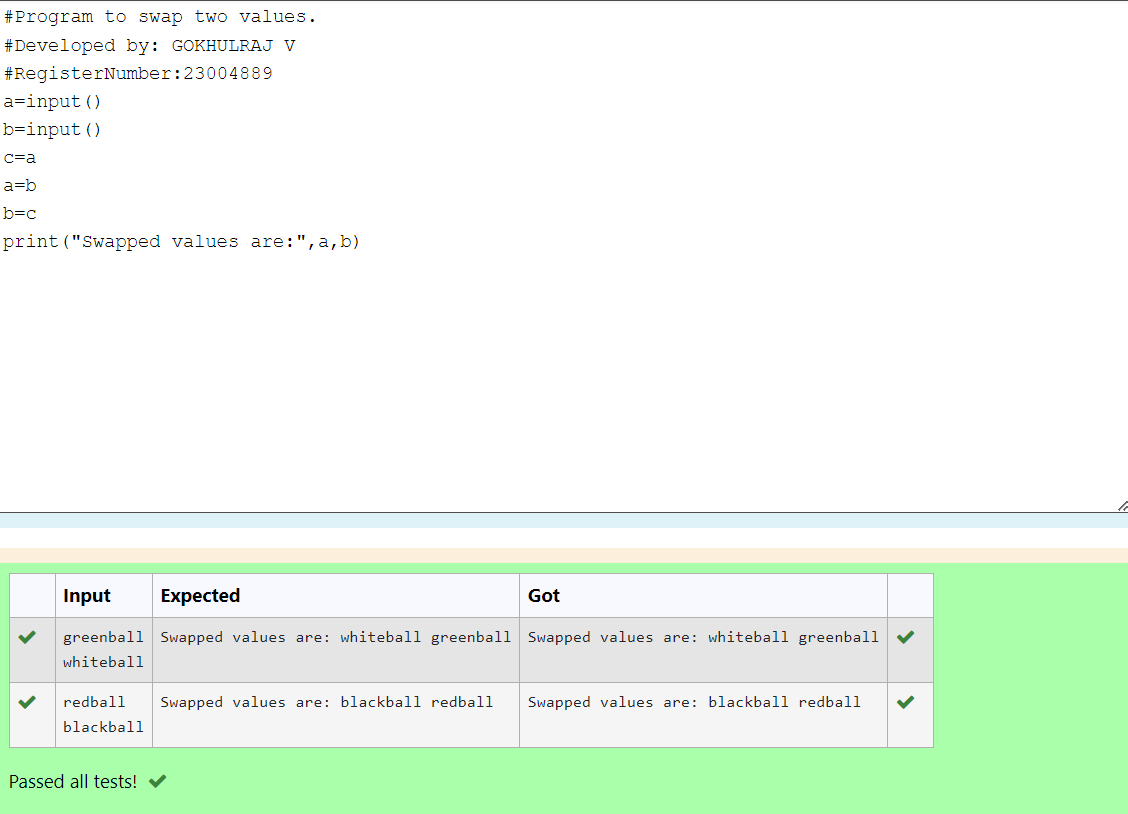 #Program to swap two values.
#Developed by: GOKHULRAJ V
#RegisterNumber:23004889
a=input()
b=input()
c=a
a=b
b=c
print("Swapped values are:",a,b)
Input Expected Got
greenball Swapped values are: whiteball greenball Swapped values are: whiteball greenball
whiteball
redball Swapped values are: blackball redball Swapped values are: blackball redball
blackball
Passed all tests!